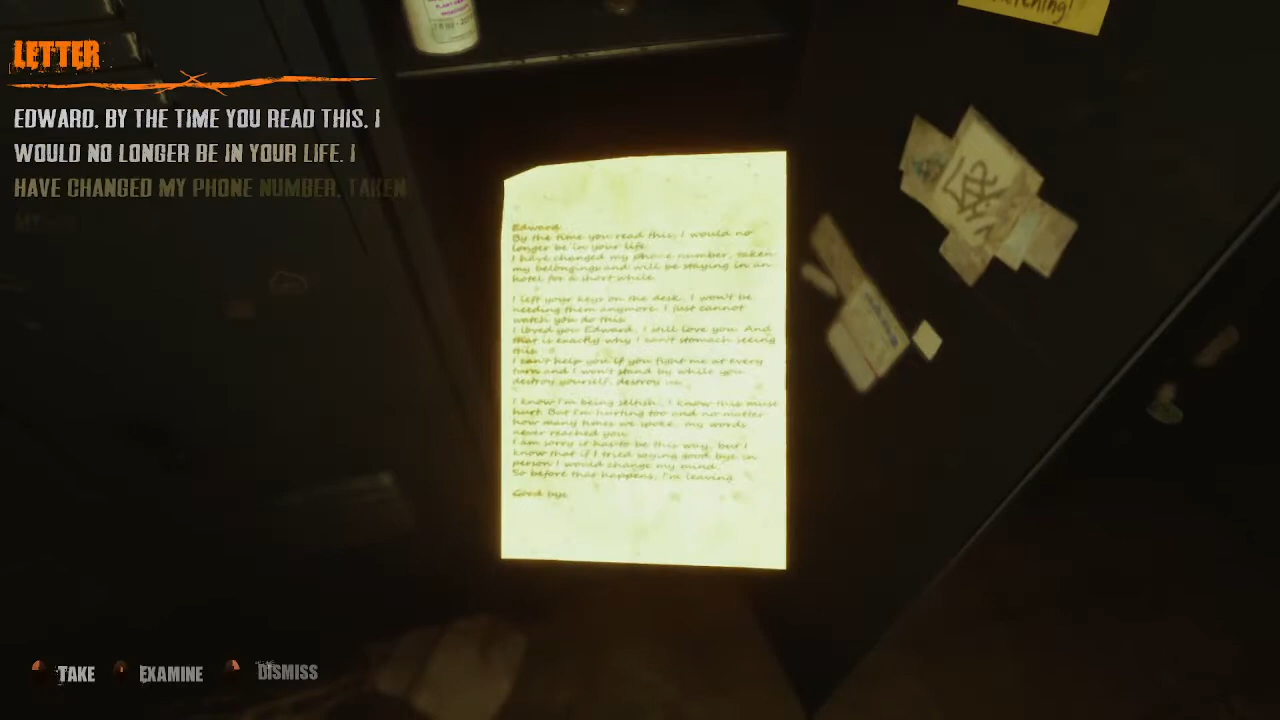 LETTER
EDWARD. BY THE TIME YOU READ THIS. I
WOULD NO LONGER BE IN YOUR LIFE. I
HAVE CHANGED MY PHONE NUMBER. TAKEN
MY
etching!
Edward
By the time you read this, I would no
longer be in your life.
I have changed my phone number, taken
my belongings and will be staying in an
hotel for a short while.
I left your keys on the desk. I won't be
needing them anymore. I just cannot
watch you do this.
I loved you Edward. I still love you. And
that is exactly why I can't stomach seeing
this.
I can't help you if you fight me at every
turn and I won't stand by while you
destroy yourself, destroy us.
I know I'm being selfish. I know this must
hurt. But I'm hurting too and no matter
how many times we spoke, my words
never reached you.
I am sorry it has to be this way, but I
know that if I tried saying good bye in
person I would change my mind.
So before that happens, I'm leaving.
Good bye
TAKE EXAMINE DISMISS